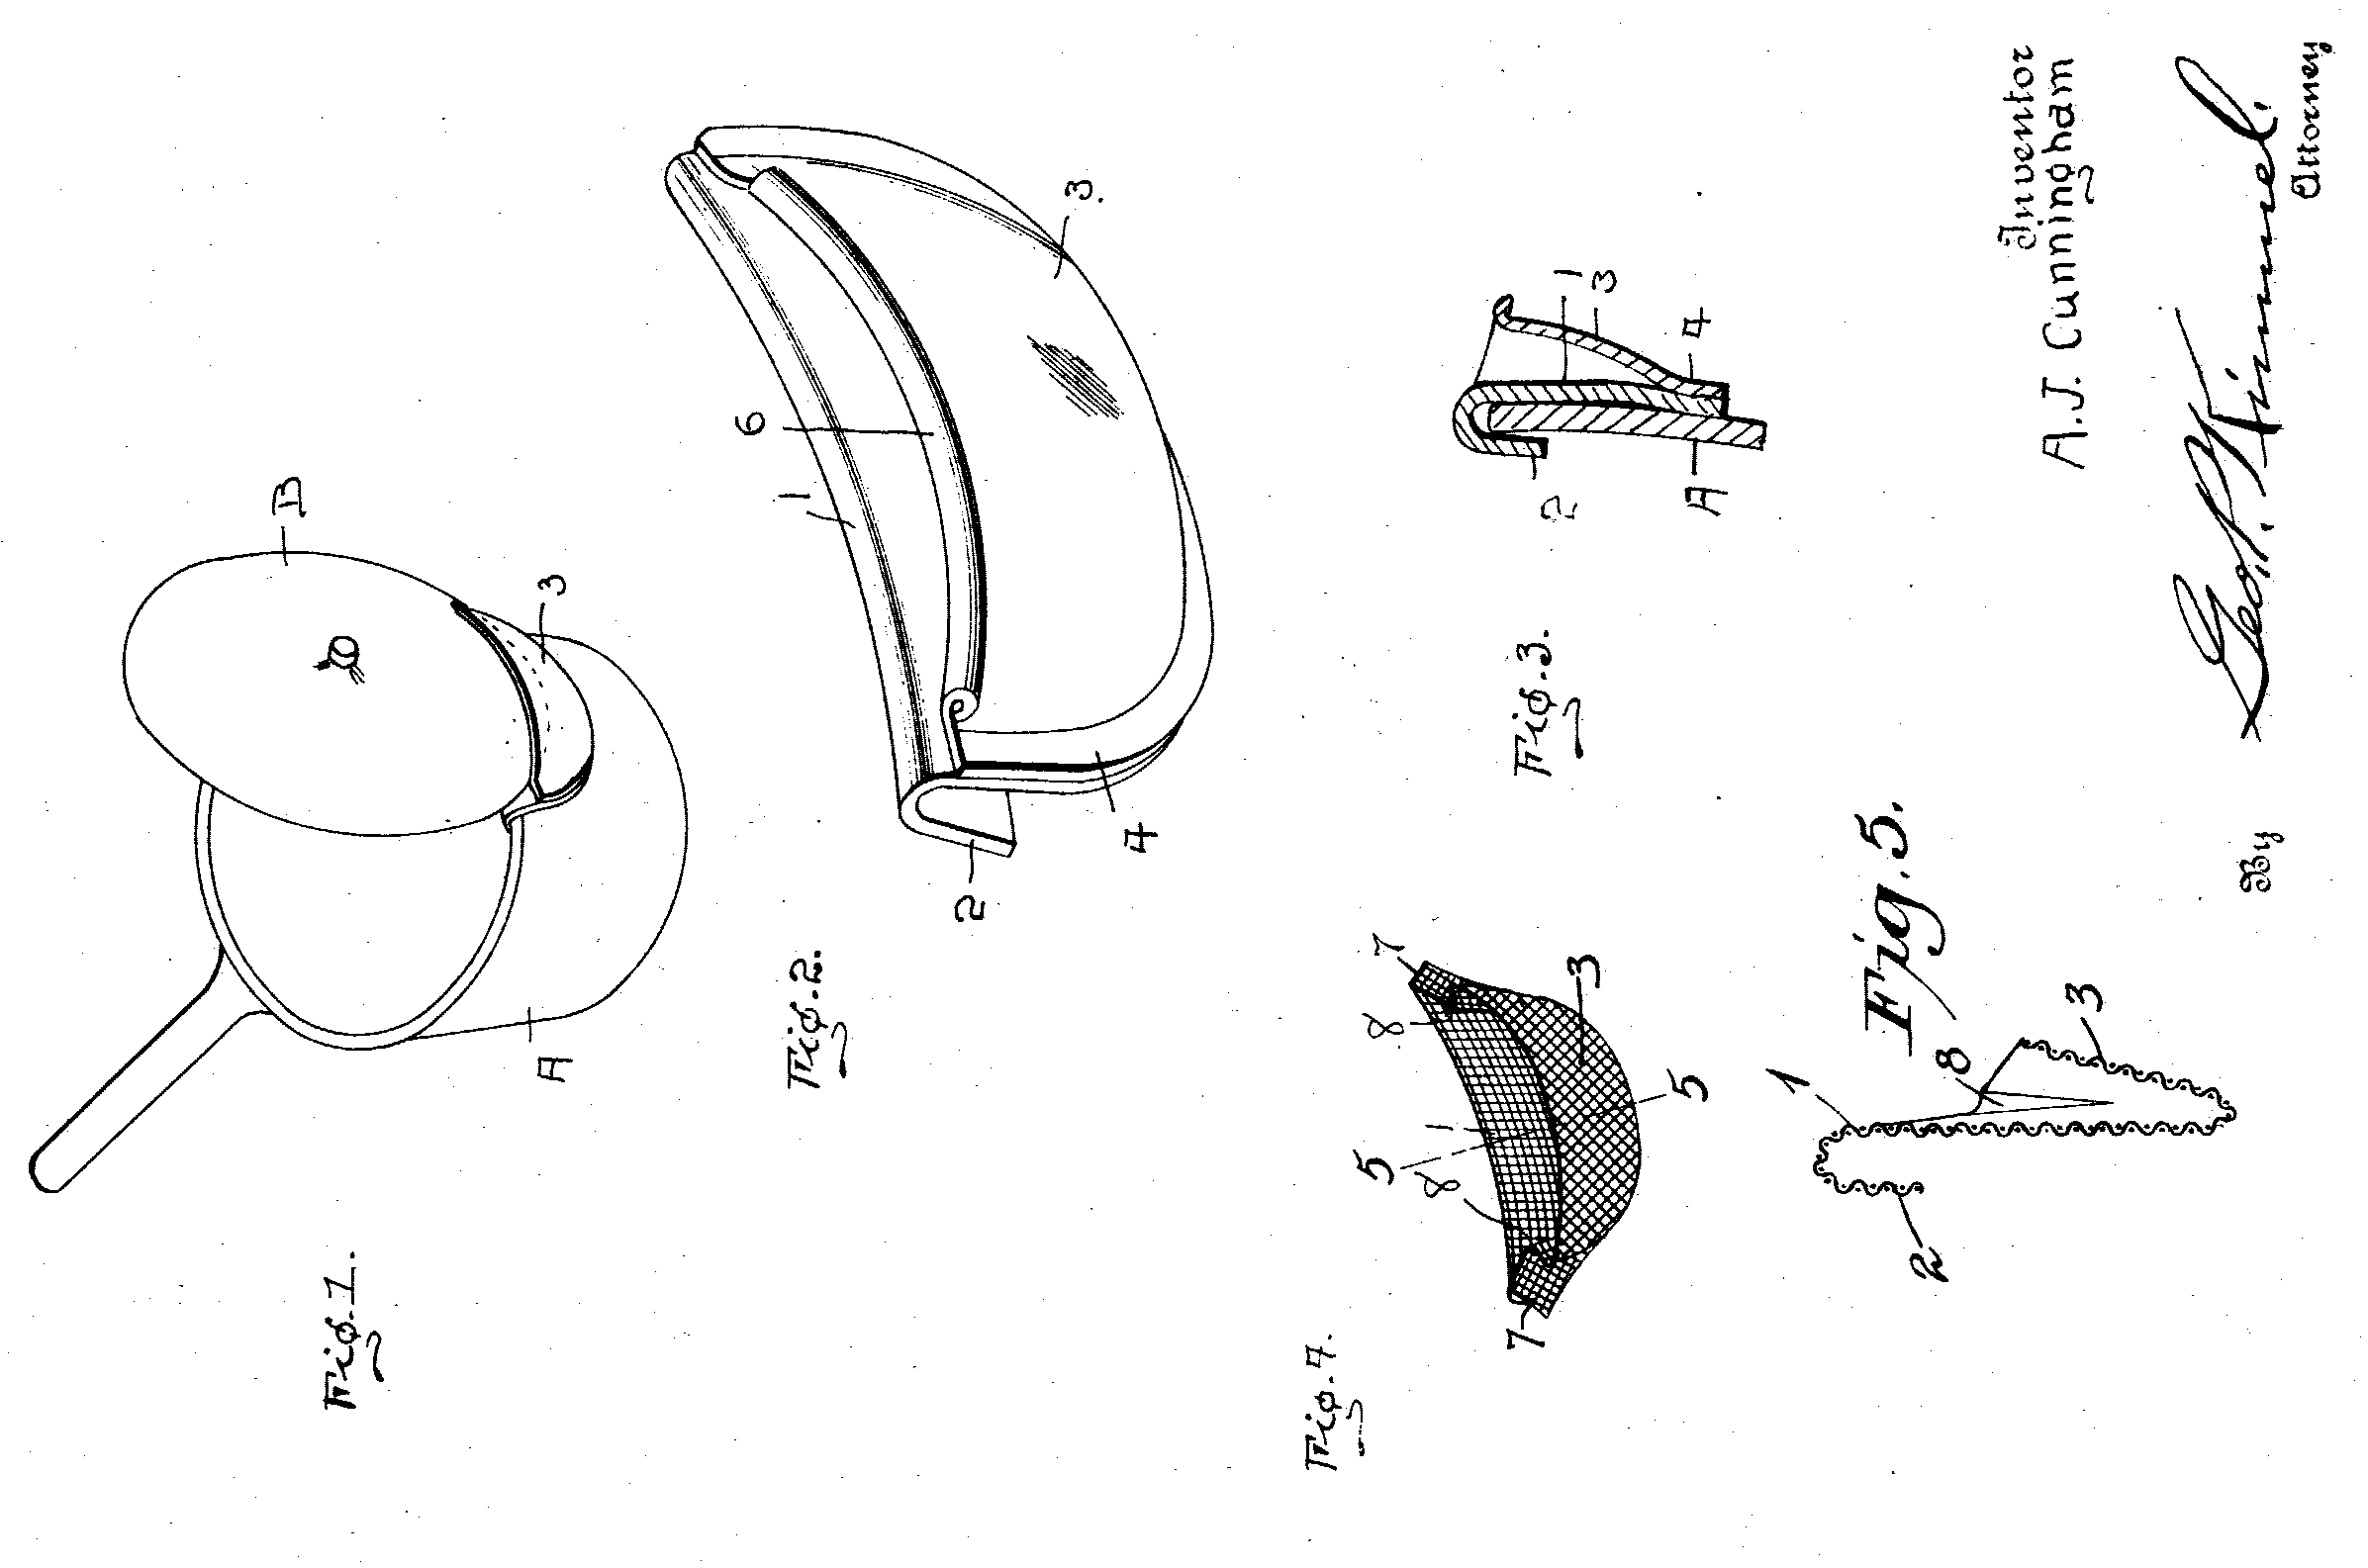 Fig.1.
A
B
3
Fig.2.
1
6
3.
2
4
Fig.3.
1
3
4
2
A
Fig.4.
7
8
3
5
1
5
8
7
Fig.5.
1
8
3
2
Inventor
A.J. Cunningham
By Geo. P. Kimmel.
Attorney